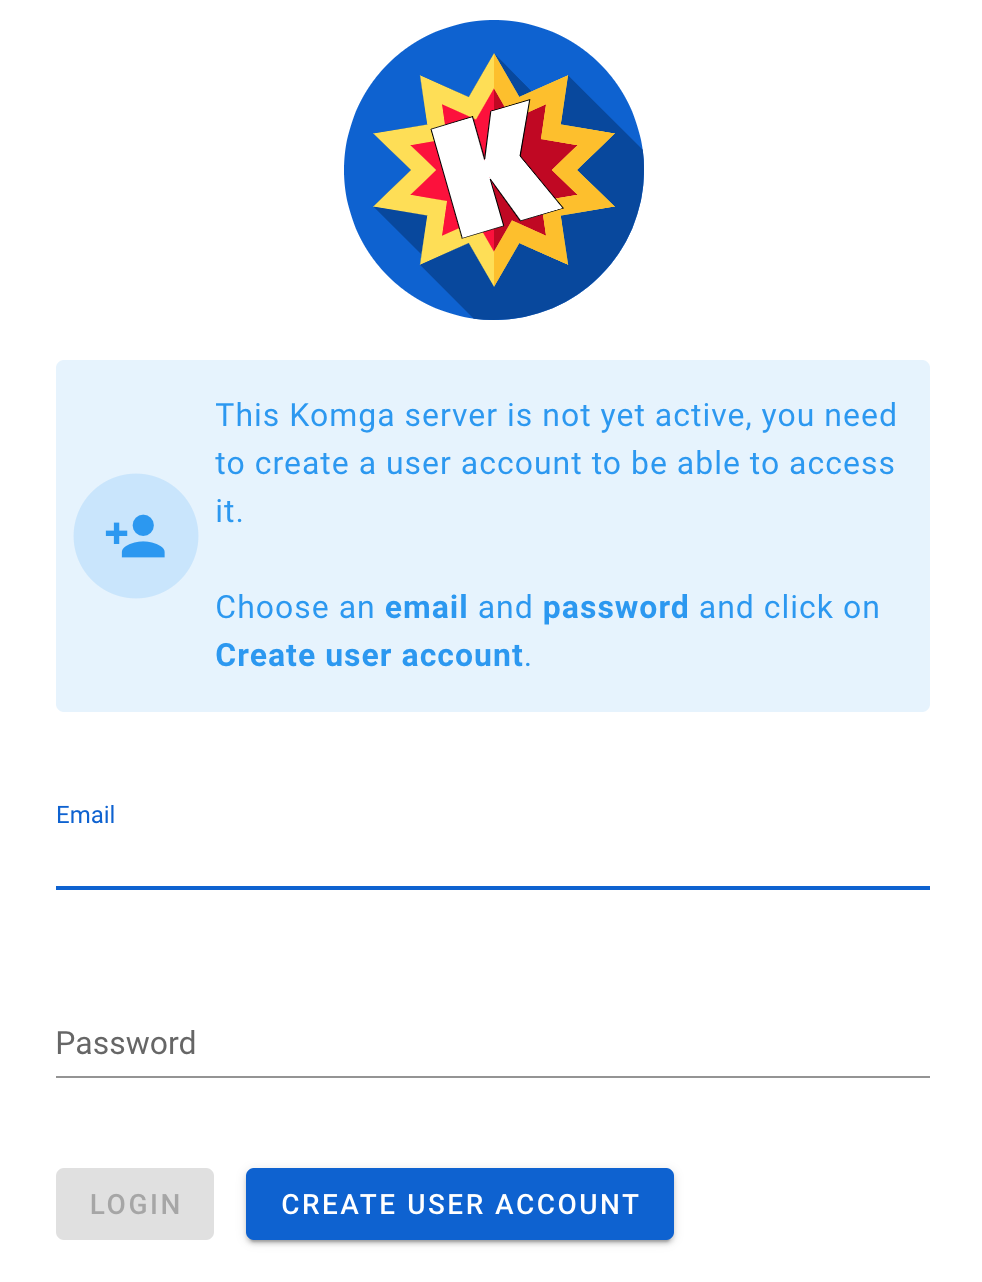 K
This Komga server is not yet active, you need
to create a user account to be able to access
it.
Choose an email and password and click on
Create user account.
Email
Password
LOGIN
CREATE USER ACCOUNT